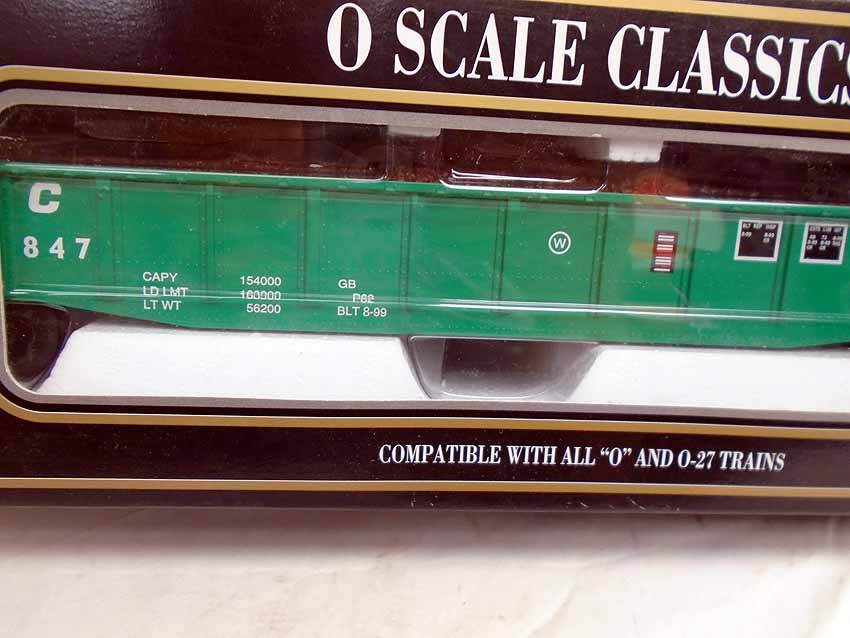 O SCALE CLASSICS
C
847
CAPY 154000 GB
LD LMT 163800 P62
LT WT 56200 BLT 8-99
W
COMPATIBLE WITH ALL “O” AND O-27 TRAINS